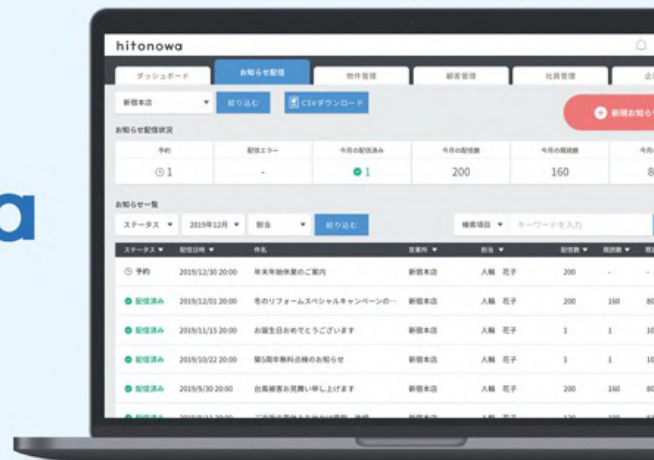 a
hitonowa
ダッシュボード お知らせ配信 物件管理 顧客管理 社員管理
新宿本店 ▼ 絞り込む CSVダウンロード
新規お知らせ
お知らせ配信状況
予約 配信エラー 今月の配信済み 今月の配信数 今月の既読数
1 - 1 200 160
お知らせ一覧
ステータス ▼ 2019年12月 ▼ 担当 ▼ 絞り込む 検索項目 ▼ キーワードを入力
ステータス ▼ 配信日時 ▼ 件名 営業所 ▼ 担当 ▼ 配信数 ▼ 既読数 ▼
予約 2019/12/30 20:00 年末年始休業のご案内 新宿本店 人輪 花子 200 - -
配信済み 2019/12/01 20:00 冬のリフォームスペシャルキャンペーンの… 新宿本店 人輪 花子 200 160
配信済み 2019/11/15 20:00 お誕生日おめでとうございます 新宿本店 人輪 花子 1 1
配信済み 2019/10/22 20:00 築5周年無料点検のお知らせ 新宿本店 人輪 花子 1 1
配信済み 2019/9/30 20:00 台風被害お見舞い申し上げます 新宿本店 人輪 花子 200 160